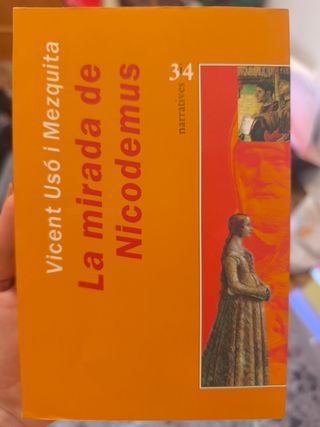 Vicent Usó i Mezquita
La mirada de
Nicodemus
34
narratives